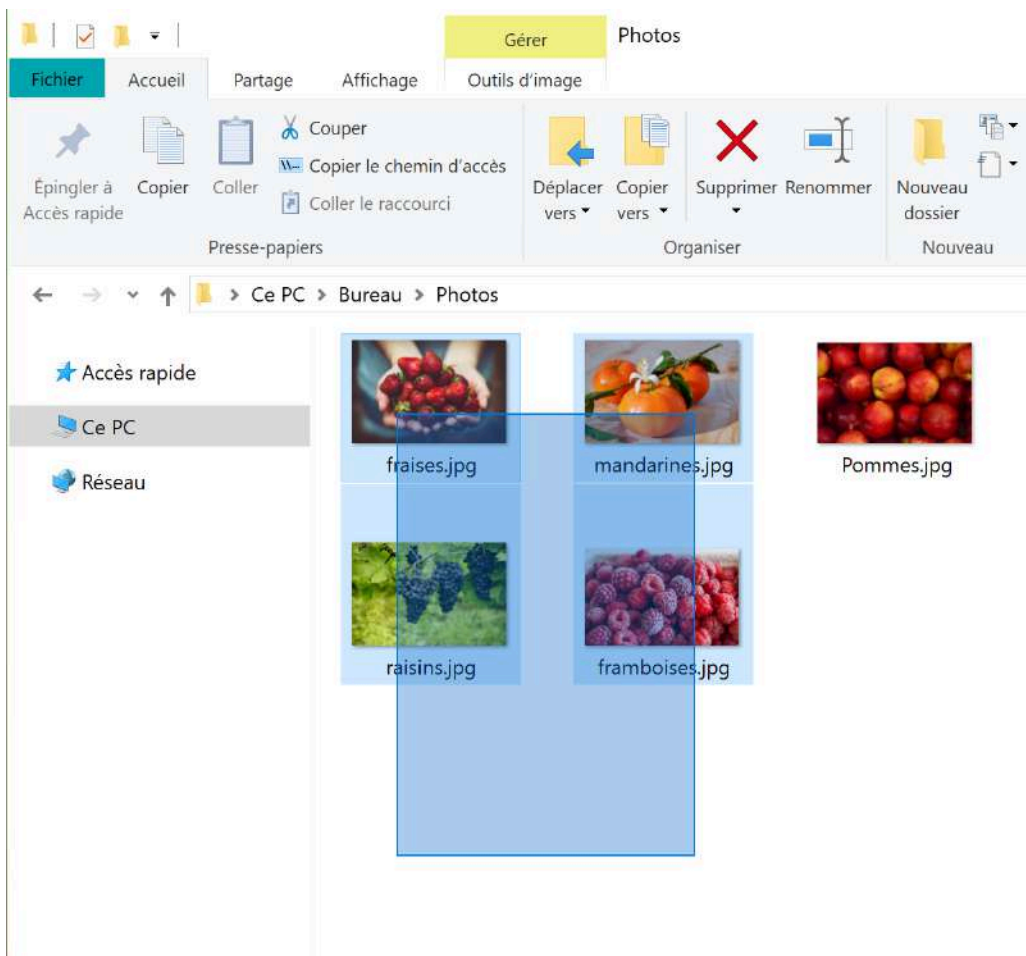 Gérer
Photos
Fichier
Accueil
Partage
Affichage
Outils d'image
Épingler à
Accès rapide
Copier
Coller
Couper
Copier le chemin d'accès
Coller le raccourci
Déplacer
vers
Copier
vers
Supprimer
Renommer
Nouveau
dossier
Presse-papiers
Organiser
Nouveau
Ce PC > Bureau > Photos
Accès rapide
Ce PC
Réseau
fraises.jpg
mandarines.jpg
Pommes.jpg
raisins.jpg
framboises.jpg